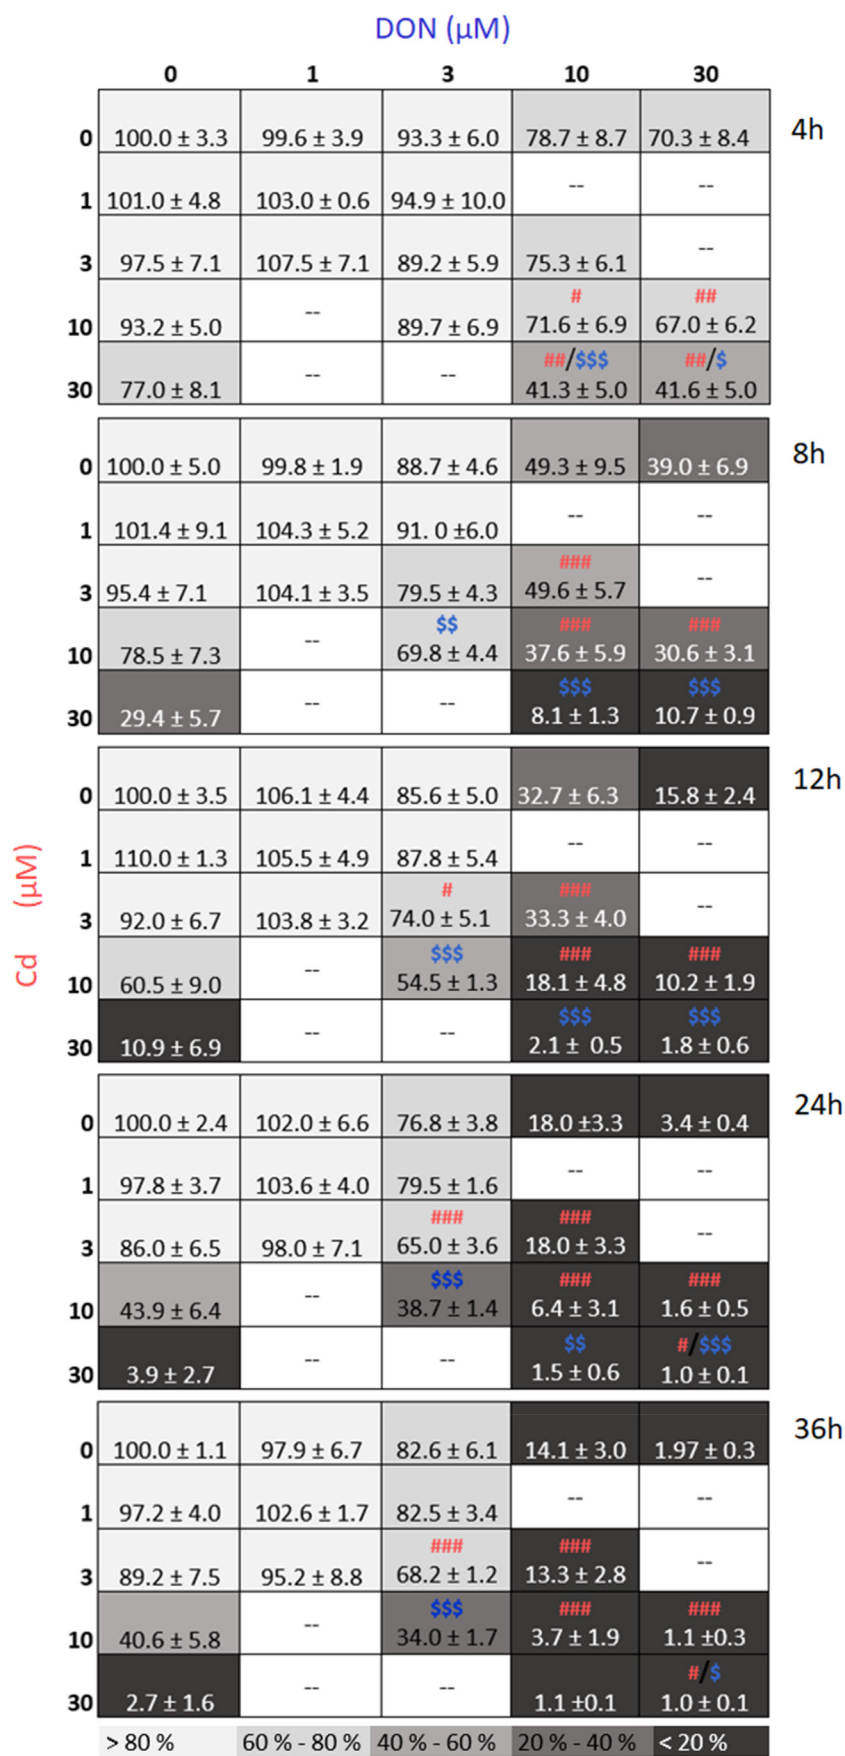 DON (μM)
0 1 3 10 30
4h
0 100.0 ± 3.3 99.6 ± 3.9 93.3 ± 6.0 78.7 ± 8.7 70.3 ± 8.4
1 101.0 ± 4.8 103.0 ± 0.6 94.9 ± 10.0 -- --
3 97.5 ± 7.1 107.5 ± 7.1 89.2 ± 5.9 75.3 ± 6.1 --
# ##
10 93.2 ± 5.0 -- 89.7 ± 6.9 71.6 ± 6.9 67.0 ± 6.2
##/$$$ ##/$
30 77.0 ± 8.1 -- -- 41.3 ± 5.0 41.6 ± 5.0
8h
0 100.0 ± 5.0 99.8 ± 1.9 88.7 ± 4.6 49.3 ± 9.5 39.0 ± 6.9
1 101.4 ± 9.1 104.3 ± 5.2 91. 0 ±6.0 -- --
###
3 95.4 ± 7.1 104.1 ± 3.5 79.5 ± 4.3 49.6 ± 5.7 --
$$ ### ###
10 78.5 ± 7.3 -- 69.8 ± 4.4 37.6 ± 5.9 30.6 ± 3.1
$$$ $$$
30 29.4 ± 5.7 -- -- 8.1 ± 1.3 10.7 ± 0.9
12h
0 100.0 ± 3.5 106.1 ± 4.4 85.6 ± 5.0 32.7 ± 6.3 15.8 ± 2.4
1 110.0 ± 1.3 105.5 ± 4.9 87.8 ± 5.4 -- --
# ###
3 92.0 ± 6.7 103.8 ± 3.2 74.0 ± 5.1 33.3 ± 4.0 --
$$$ ### ###
10 60.5 ± 9.0 -- 54.5 ± 1.3 18.1 ± 4.8 10.2 ± 1.9
$$$ $$$
30 10.9 ± 6.9 -- -- 2.1 ± 0.5 1.8 ± 0.6
Cd (μM)
24h
0 100.0 ± 2.4 102.0 ± 6.6 76.8 ± 3.8 18.0 ±3.3 3.4 ± 0.4
1 97.8 ± 3.7 103.6 ± 4.0 79.5 ± 1.6 -- --
### ###
3 86.0 ± 6.5 98.0 ± 7.1 65.0 ± 3.6 18.0 ± 3.3 --
$$$ ### ###
10 43.9 ± 6.4 -- 38.7 ± 1.4 6.4 ± 3.1 1.6 ± 0.5
$$ #/$$$
30 3.9 ± 2.7 -- -- 1.5 ± 0.6 1.0 ± 0.1
36h
0 100.0 ± 1.1 97.9 ± 6.7 82.6 ± 6.1 14.1 ± 3.0 1.97 ± 0.3
1 97.2 ± 4.0 102.6 ± 1.7 82.5 ± 3.4 -- --
### ###
3 89.2 ± 7.5 95.2 ± 8.8 68.2 ± 1.2 13.3 ± 2.8 --
$$$ ### ###
10 40.6 ± 5.8 -- 34.0 ± 1.7 3.7 ± 1.9 1.1 ±0.3
#/$
30 2.7 ± 1.6 -- -- 1.1 ±0.1 1.0 ± 0.1
> 80 % 60 % - 80 % 40 % - 60 % 20 % - 40 % < 20 %